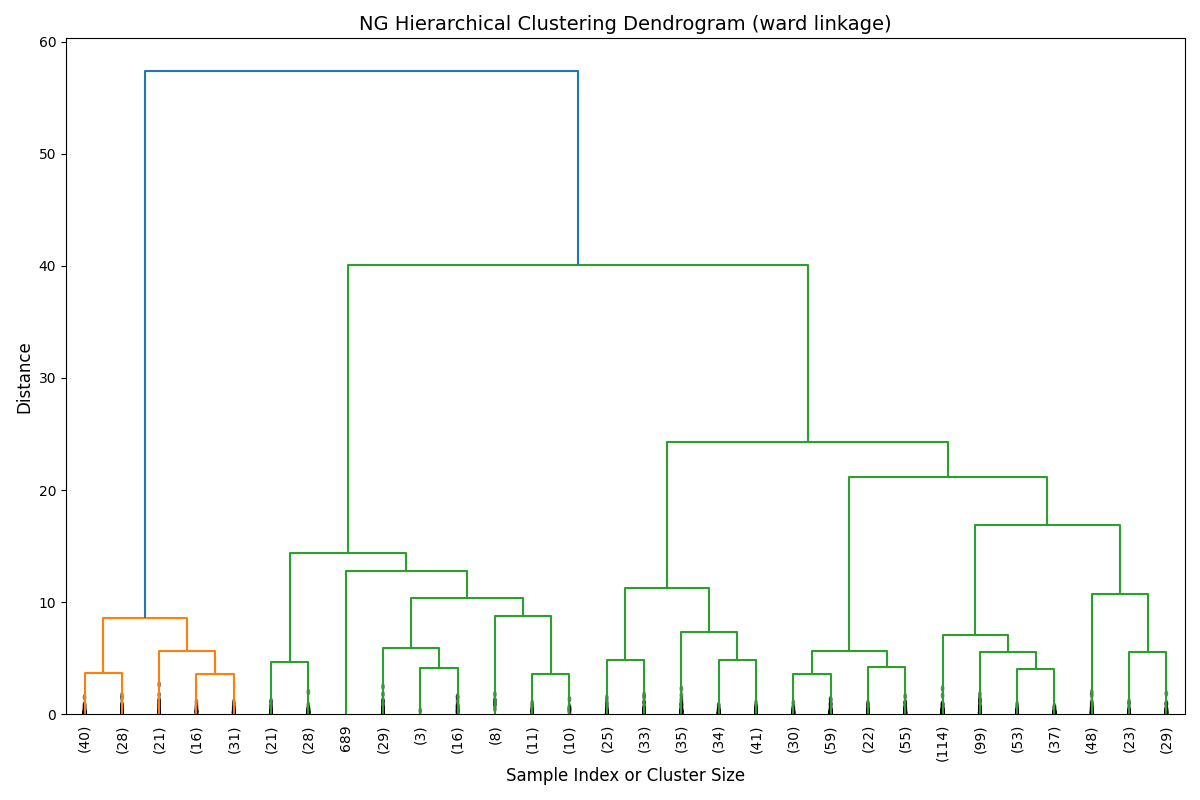 NG Hierarchical Clustering Dendrogram (ward linkage)
60
50
40
30
20
10
0
Distance
(40) (28) (21) (16) (31) (21) (28) 689 (29) (3) (16) (8) (11) (10) (25) (33) (35) (34) (41) (30) (59) (22) (55) (114) (99) (53) (37) (48) (23) (29)
Sample Index or Cluster Size